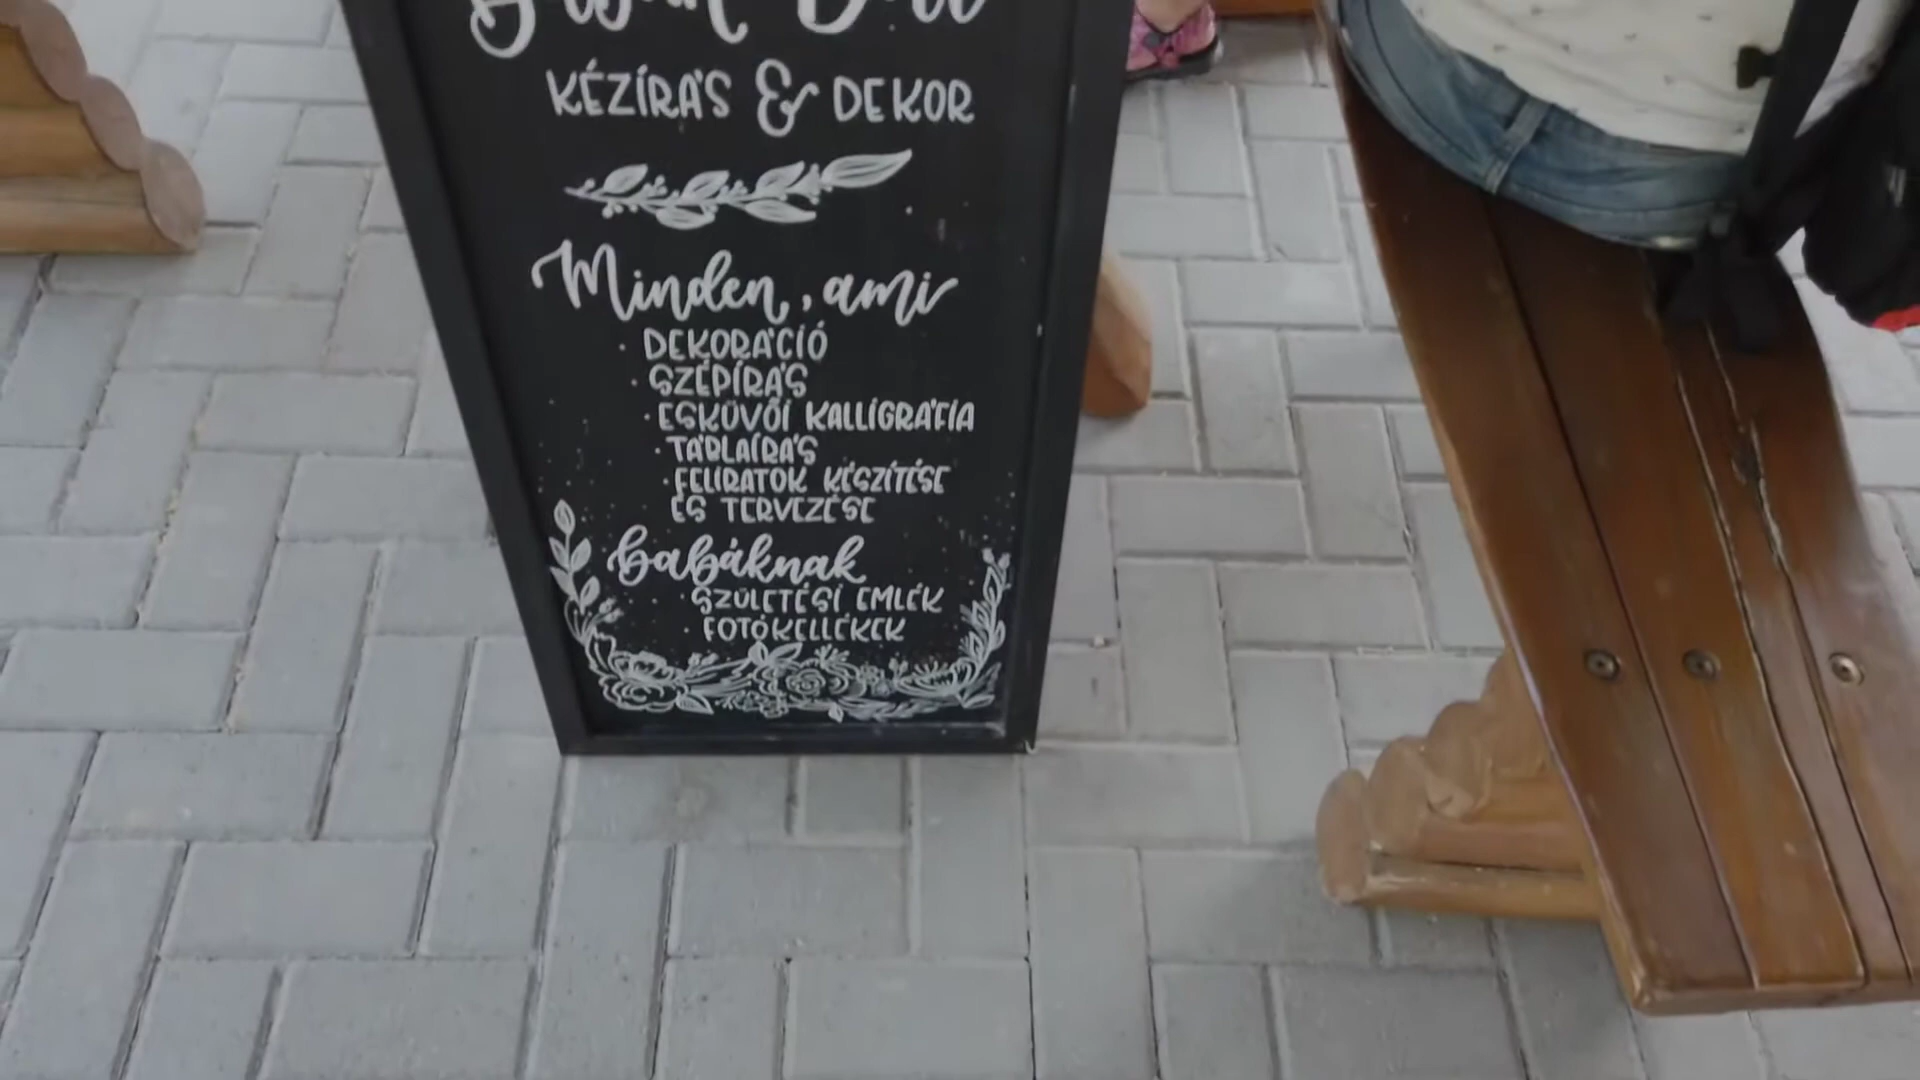 KÉZÍRÁS & DEKOR
Minden, ami
· DEKORÁCIÓ
· SZÉPÍRÁS
· ESKÜVŐI KALLIGRÁFIA
· TÁBLAÍRÁS
· FELIRATOK KÉSZÍTÉSE
ÉS TERVEZÉSE
babáknak
· SZÜLETÉSI EMLÉK
· FOTÓKELLÉKEK